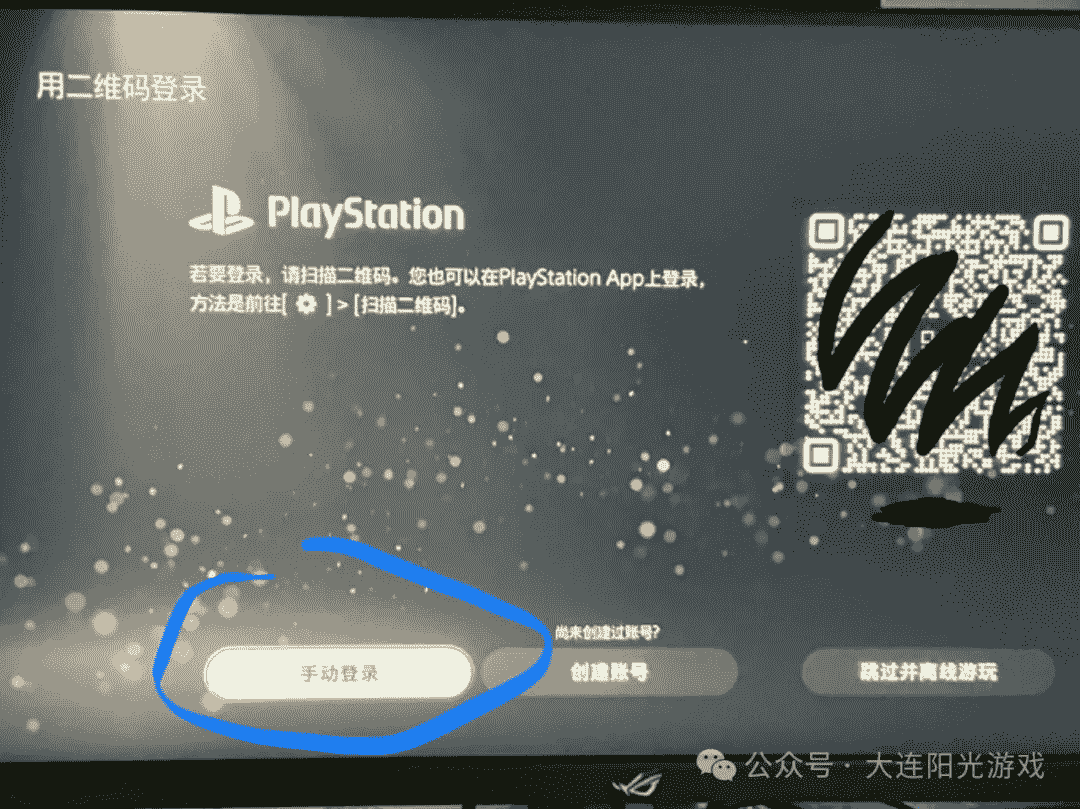 用二维码登录
PlayStation
若要登录，请扫描二维码。您也可以在PlayStation App上登录，
方法是前往[ ] > [扫描二维码]。
尚未创建过账号?
手动登录
创建账号
跳过并离线游玩
公众号 · 大连阳光游戏